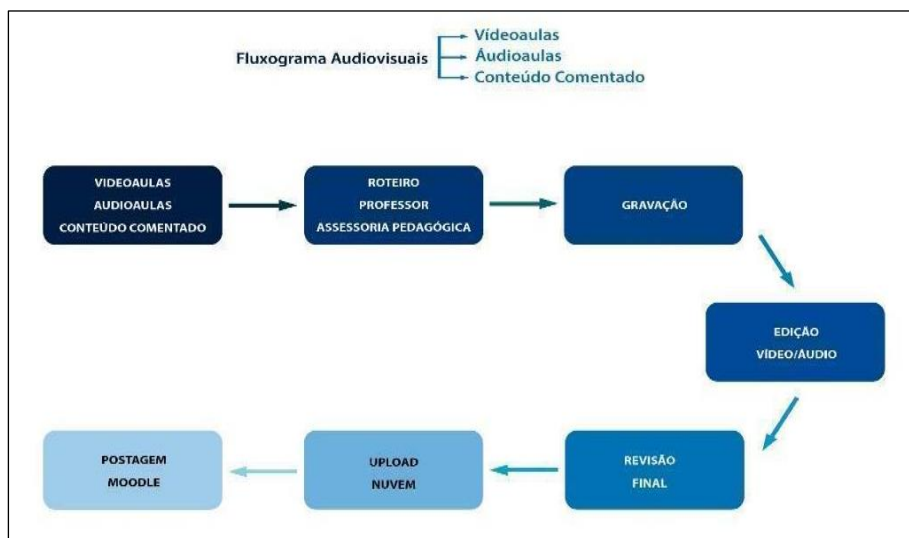 Fluxograma Audiovisuais
Vídeoaulas
Áudioaulas
Conteúdo Comentado
VIDEOAULAS
AUDIOAULAS
CONTEÚDO COMENTADO
ROTEIRO
PROFESSOR
ASSESSORIA PEDAGÓGICA
GRAVAÇÃO
EDIÇÃO
VÍDEO/ÁUDIO
REVISÃO
FINAL
UPLOAD
NUVEM
POSTAGEM
MOODLE